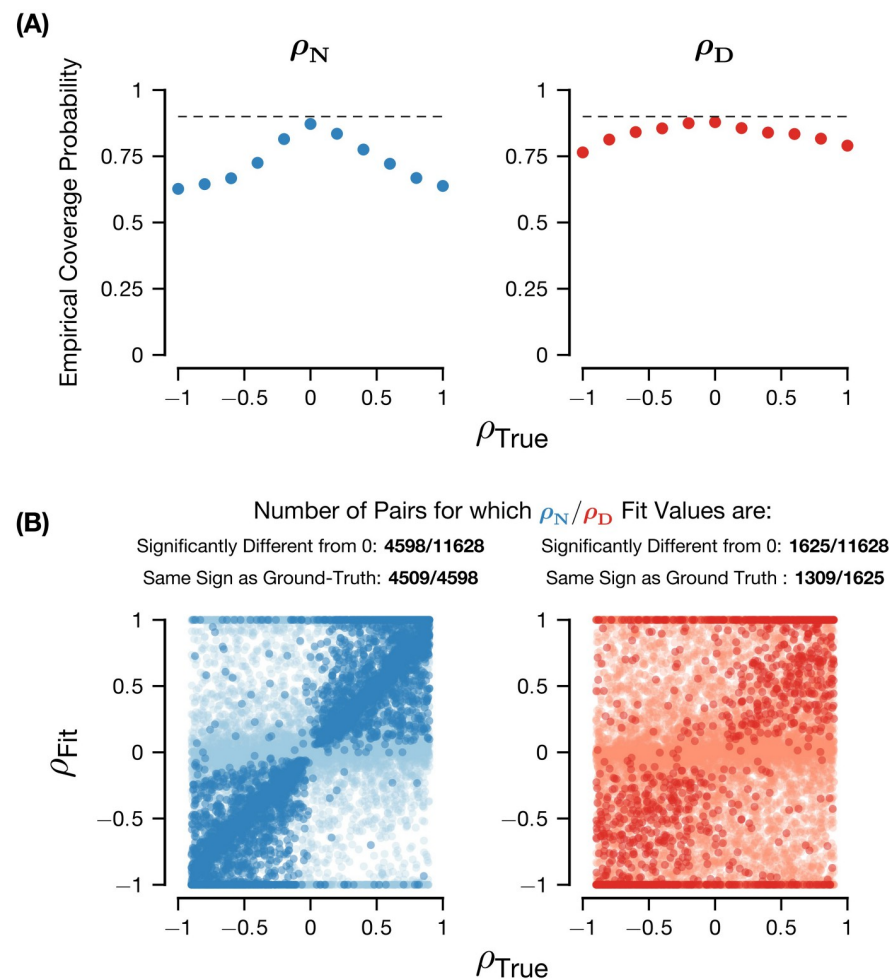 (A)
ρN ρD
Empirical Coverage Probability
1 1
0.75 0.75
0.5 0.5
0.25 0.25
0 0
−1 −0.5 0 0.5 1 −1 −0.5 0 0.5 1
ρTrue
(B)
Number of Pairs for which ρN/ρD Fit Values are:
Significantly Different from 0: 4598/11628 Significantly Different from 0: 1625/11628
Same Sign as Ground-Truth: 4509/4598 Same Sign as Ground Truth : 1309/1625
ρFit
1 1
0.5 0.5
0 0
−0.5 −0.5
−1 −1
−1 −0.5 0 0.5 1 −1 −0.5 0 0.5 1
ρTrue